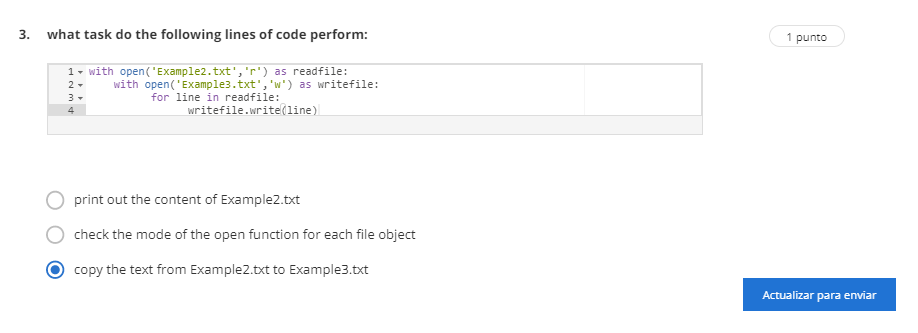 3. what task do the following lines of code perform:
1 punto
1 with open('Example2.txt','r') as readfile:
2 with open('Example3.txt','w') as writefile:
3 for line in readfile:
4 writefile.write(line)
print out the content of Example2.txt
check the mode of the open function for each file object
copy the text from Example2.txt to Example3.txt
Actualizar para enviar